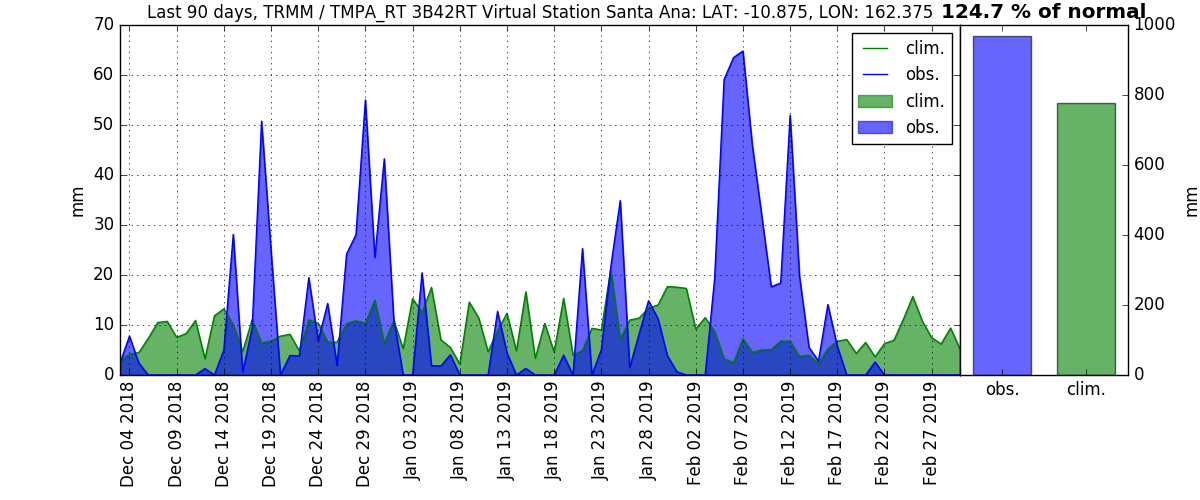 Last 90 days, TRMM / TMPA_RT 3B42RT Virtual Station Santa Ana: LAT: -10.875, LON: 162.375 124.7 % of normal
70
60
50
40
30
20
10
0
mm
clim.
obs.
clim.
obs.
Dec 04 2018
Dec 09 2018
Dec 14 2018
Dec 19 2018
Dec 24 2018
Dec 29 2018
Jan 03 2019
Jan 08 2019
Jan 13 2019
Jan 18 2019
Jan 23 2019
Jan 28 2019
Feb 02 2019
Feb 07 2019
Feb 12 2019
Feb 17 2019
Feb 22 2019
Feb 27 2019
1000
800
600
400
200
0
mm
obs.
clim.